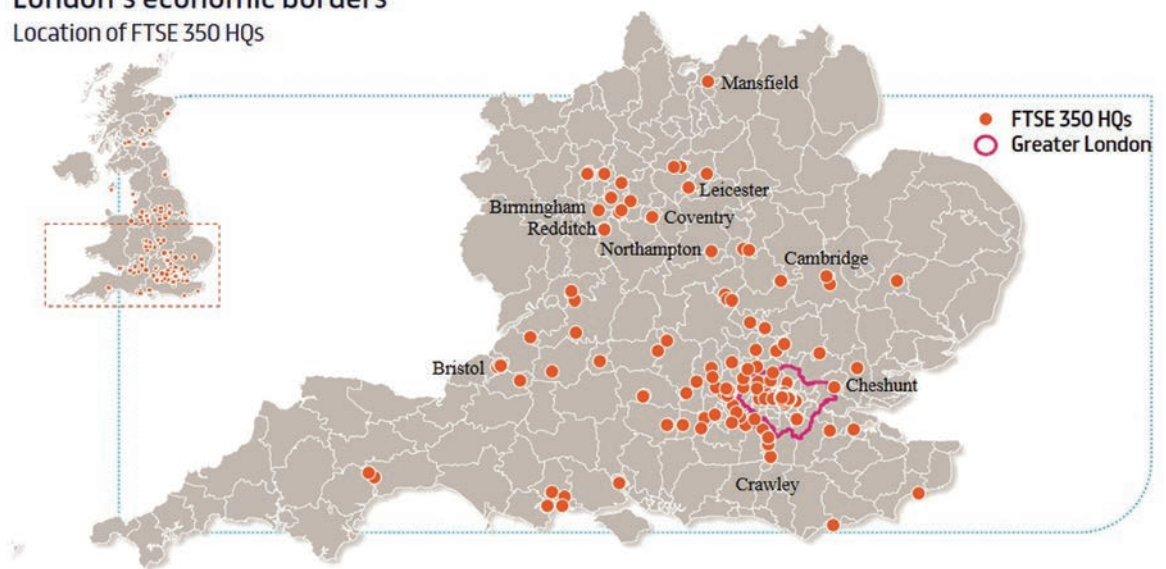 London's economic borders
Location of FTSE 350 HQs
Mansfield
FTSE 350 HQs
Greater London
Leicester
Birmingham
Coventry
Redditch
Northampton
Cambridge
Bristol
Cheshunt
Crawley